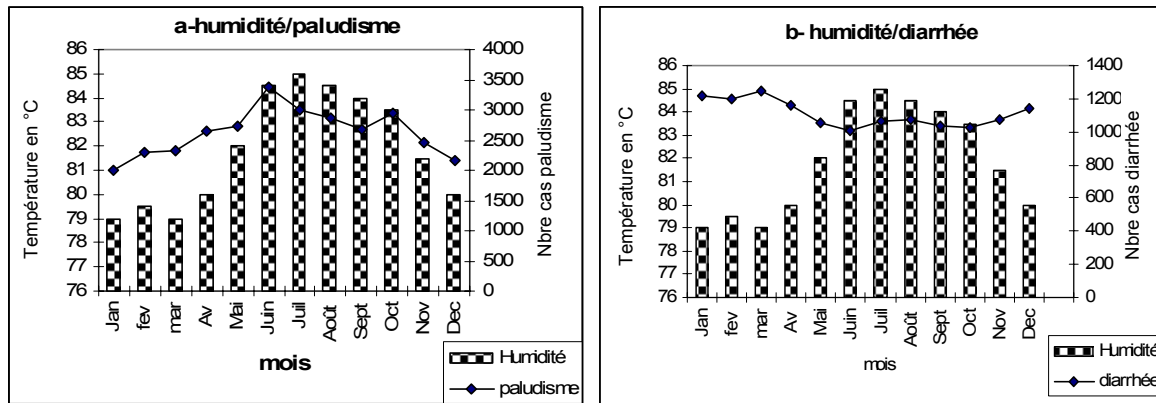 a-humidité/paludisme
Température en °C
86
85
84
83
82
81
80
79
78
77
76
4000
3500
3000
2500
2000
1500
1000
500
0
Nbre cas paludisme
Jan
fev
mar
Av
Mai
Juin
Juil
Août
Sept
Oct
Nov
Dec
mois
Humidité
paludisme
b- humidité/diarrhée
Température en °C
86
85
84
83
82
81
80
79
78
77
76
1400
1200
1000
800
600
400
200
0
Nbre cas diarrhée
Jan
fev
mar
Av
Mai
Juin
Juil
Août
Sept
Oct
Nov
Dec
mois
Humidité
diarrhée